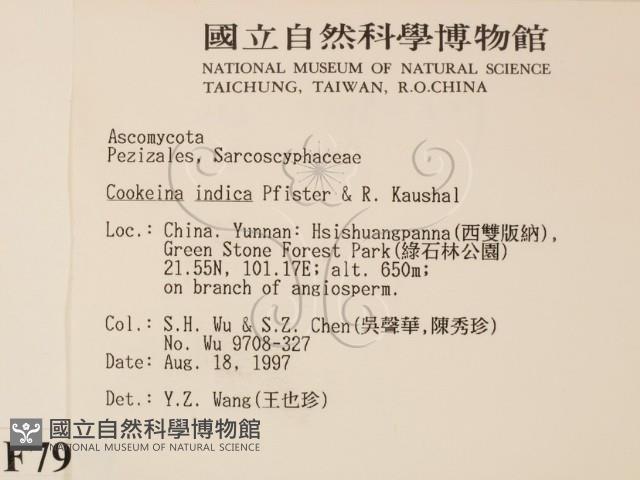 國立自然科學博物館
NATIONAL MUSEUM OF NATURAL SCIENCE
TAICHUNG, TAIWAN, R.O.CHINA
Ascomycota
Pezizales, Sarcoscyphaceae
Cookeina indica Pfister & R. Kaushal
Loc.: China. Yunnan: Hsishuangpanna(西雙版納),
Green Stone Forest Park(綠石林公園)
21.55N, 101.17E; alt. 650m;
on branch of angiosperm.
Col.: S.H. Wu & S.Z. Chen(吳聲華,陳秀珍)
No. Wu 9708-327
Date: Aug. 18, 1997
Det.: Y.Z. Wang(王也珍)
國立自然科學博物館
NATIONAL MUSEUM OF NATURAL SCIENCE
F79